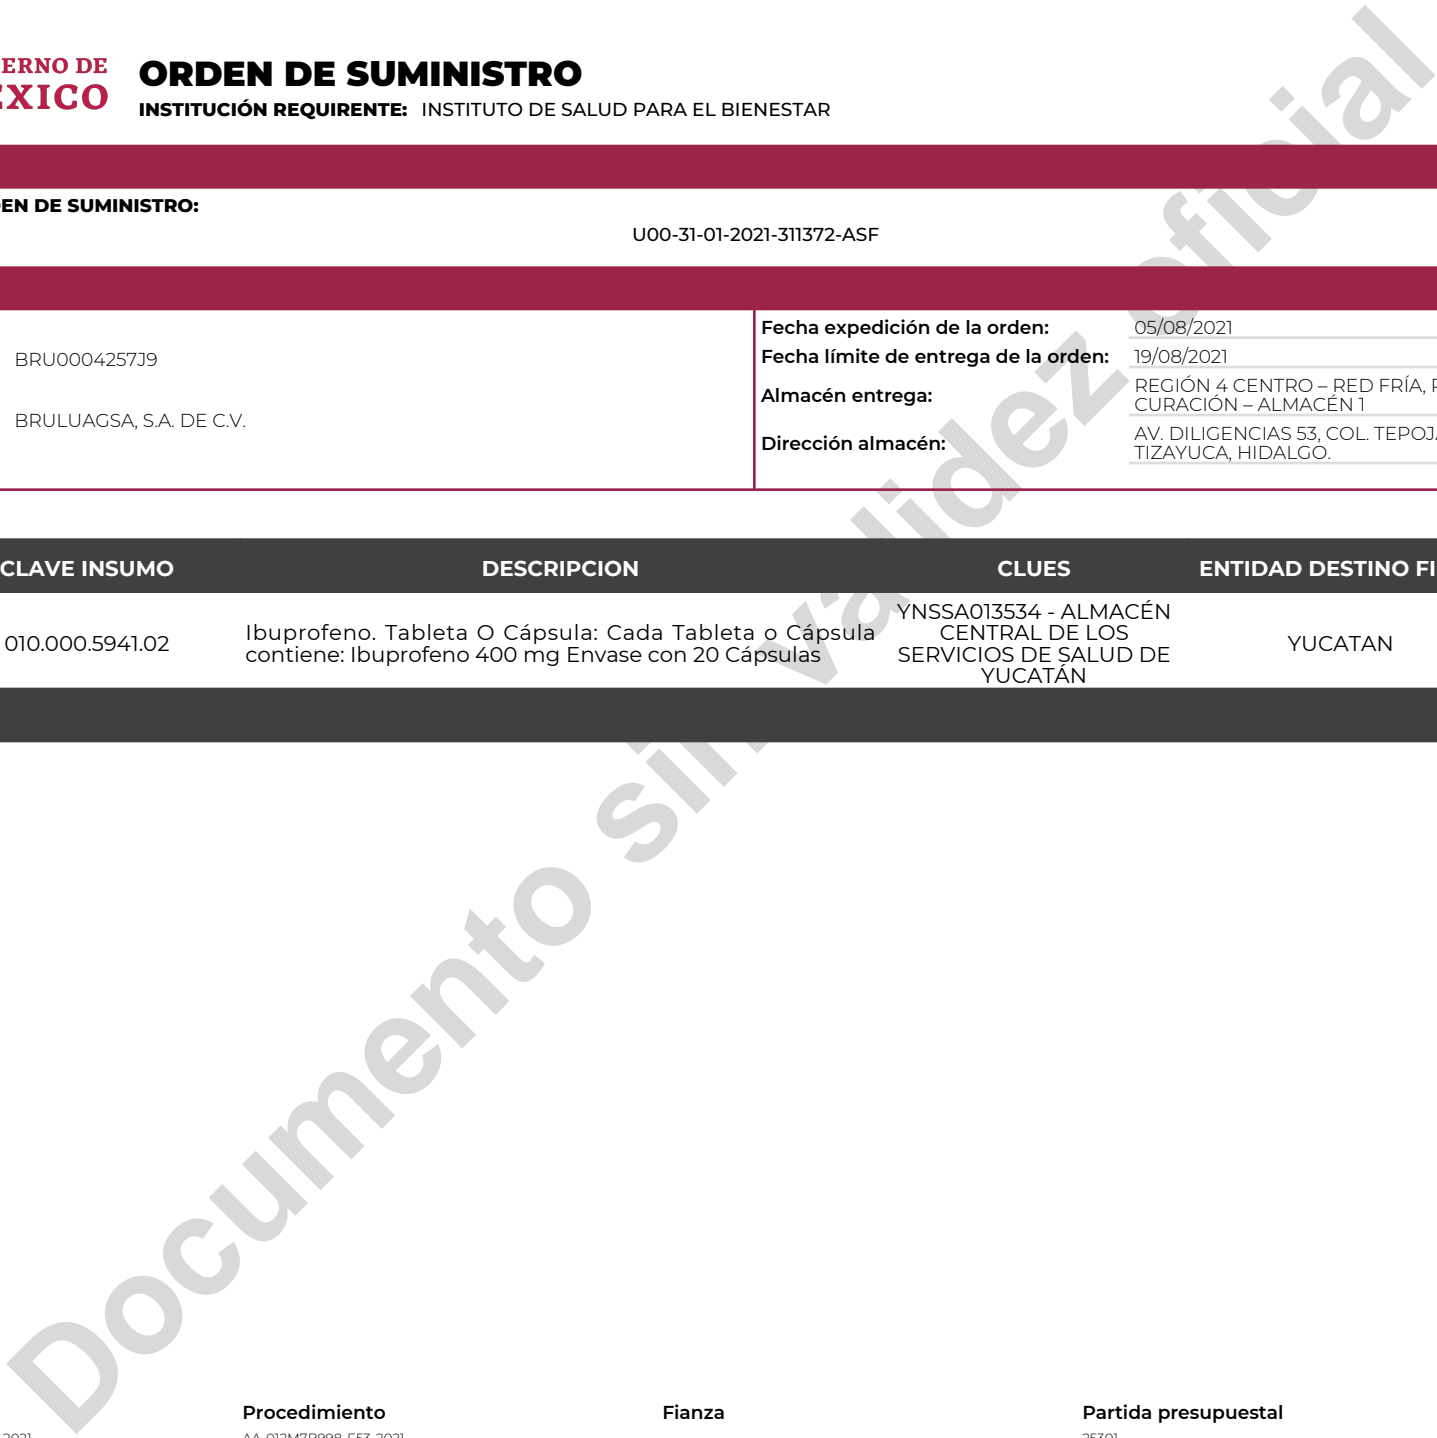 ERNO DE
ÉXICO
ORDEN DE SUMINISTRO
INSTITUCIÓN REQUIRENTE: INSTITUTO DE SALUD PARA EL BIENESTAR
EN DE SUMINISTRO:
U00-31-01-2021-311372-ASF
BRU0004257J9
BRULUAGSA, S.A. DE C.V.
Fecha expedición de la orden: 05/08/2021
Fecha límite de entrega de la orden: 19/08/2021
Almacén entrega: REGIÓN 4 CENTRO – RED FRÍA,
CURACIÓN – ALMACÉN 1
Dirección almacén: AV. DILIGENCIAS 53, COL. TEPOJ
TIZAYUCA, HIDALGO.
CLAVE INSUMO DESCRIPCION CLUES ENTIDAD DESTINO FI
010.000.5941.02
Ibuprofeno. Tableta O Cápsula: Cada Tableta o Cápsula
contiene: Ibuprofeno 400 mg Envase con 20 Cápsulas
YNSSA013534 - ALMACÉN
CENTRAL DE LOS
SERVICIOS DE SALUD DE
YUCATÁN
YUCATAN
Documento sin validez oficial
Procedimiento Fianza Partida presupuestal